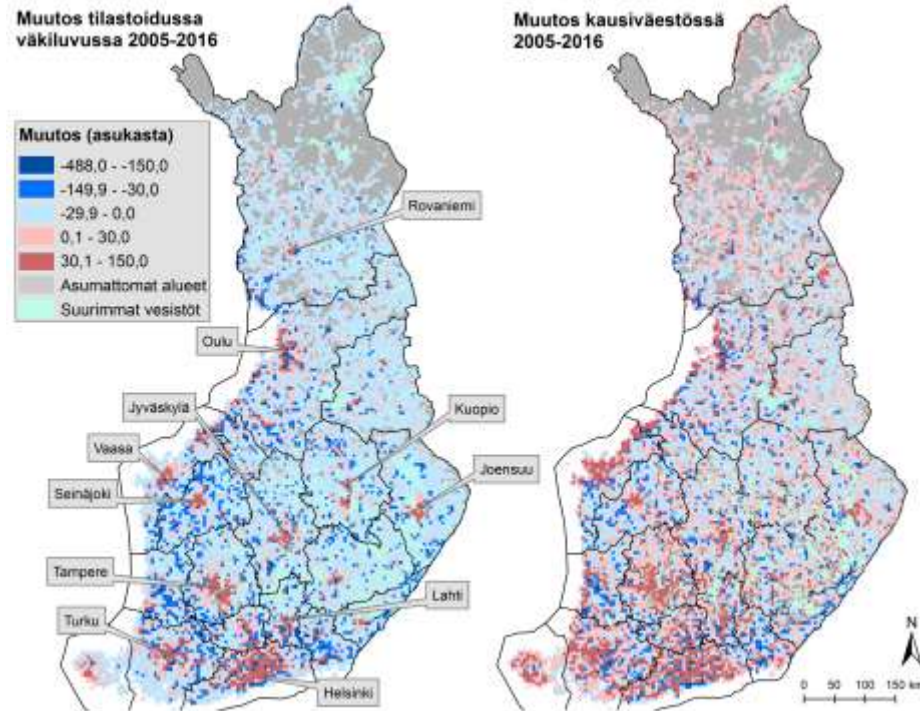 Muutos tilastoidussa
väkiluvussa 2005-2016
Muutos kausiväestössä
2005-2016
Muutos (asukasta)
-488,0 - -150,0
-149,9 - -30,0
-29,9 - 0,0
0,1 - 30,0
30,1 - 150,0
Asumattomat alueet
Suurimmat vesistöt
Rovaniemi
Oulu
Jyväskylä
Kuopio
Vaasa
Joensuu
Seinäjoki
Tampere
Lahti
Turku
Helsinki
N
0 50 100 150 km